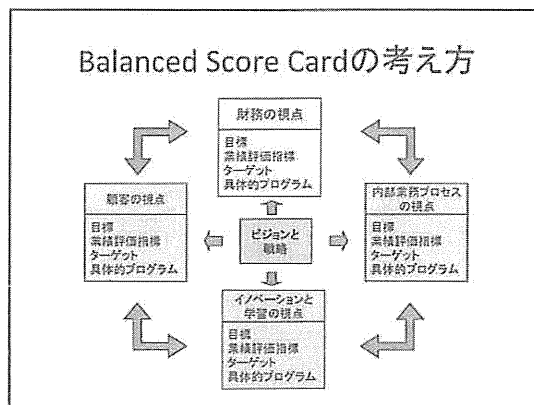 Balanced Score Cardの考え方
財務の視点
目標
業績評価指標
ターゲット
具体的プログラム
顧客の視点
目標
業績評価指標
ターゲット
具体的プログラム
ビジョンと
戦略
内部業務プロセス
の視点
目標
業績評価指標
ターゲット
具体的プログラム
イノベーションと
学習の視点
目標
業績評価指標
ターゲット
具体的プログラム